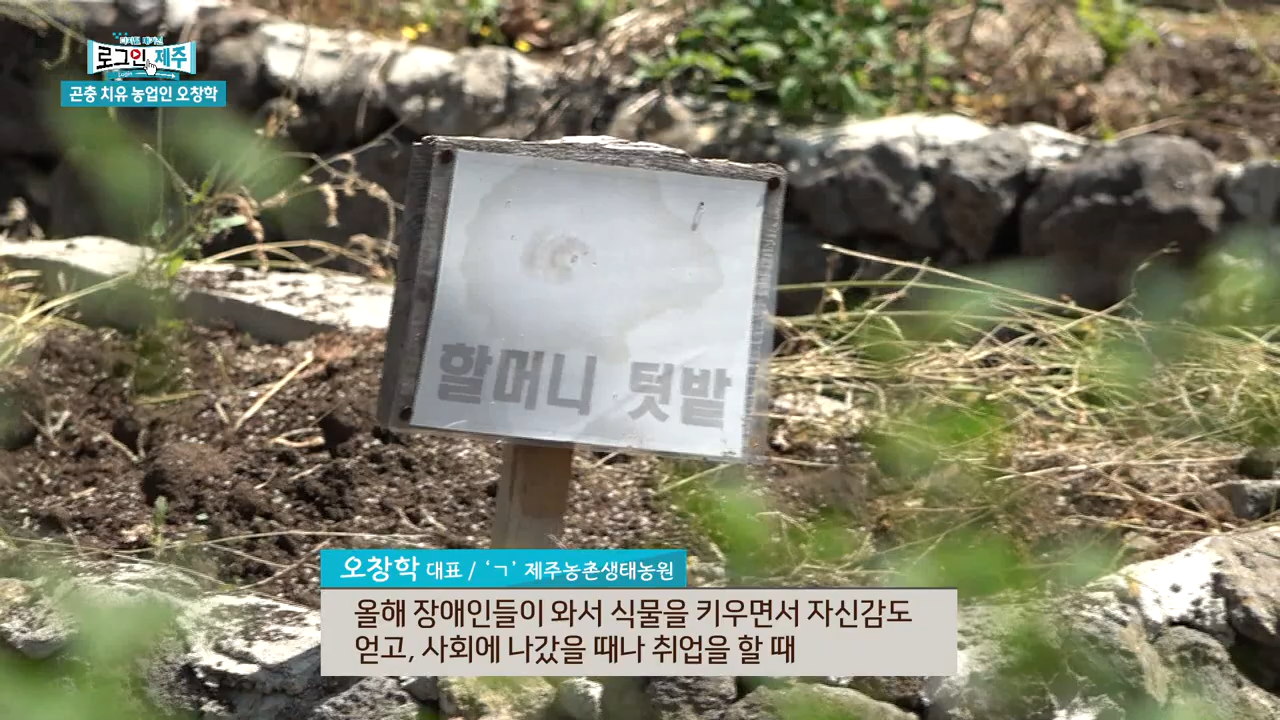 로그인 제주
곤충 치유 농업인 오창학
할머니 텃밭
오창학 대표 / ‘ㄱ’ 제주농촌생태농원
올해 장애인들이 와서 식물을 키우면서 자신감도
얻고, 사회에 나갔을 때나 취업을 할 때